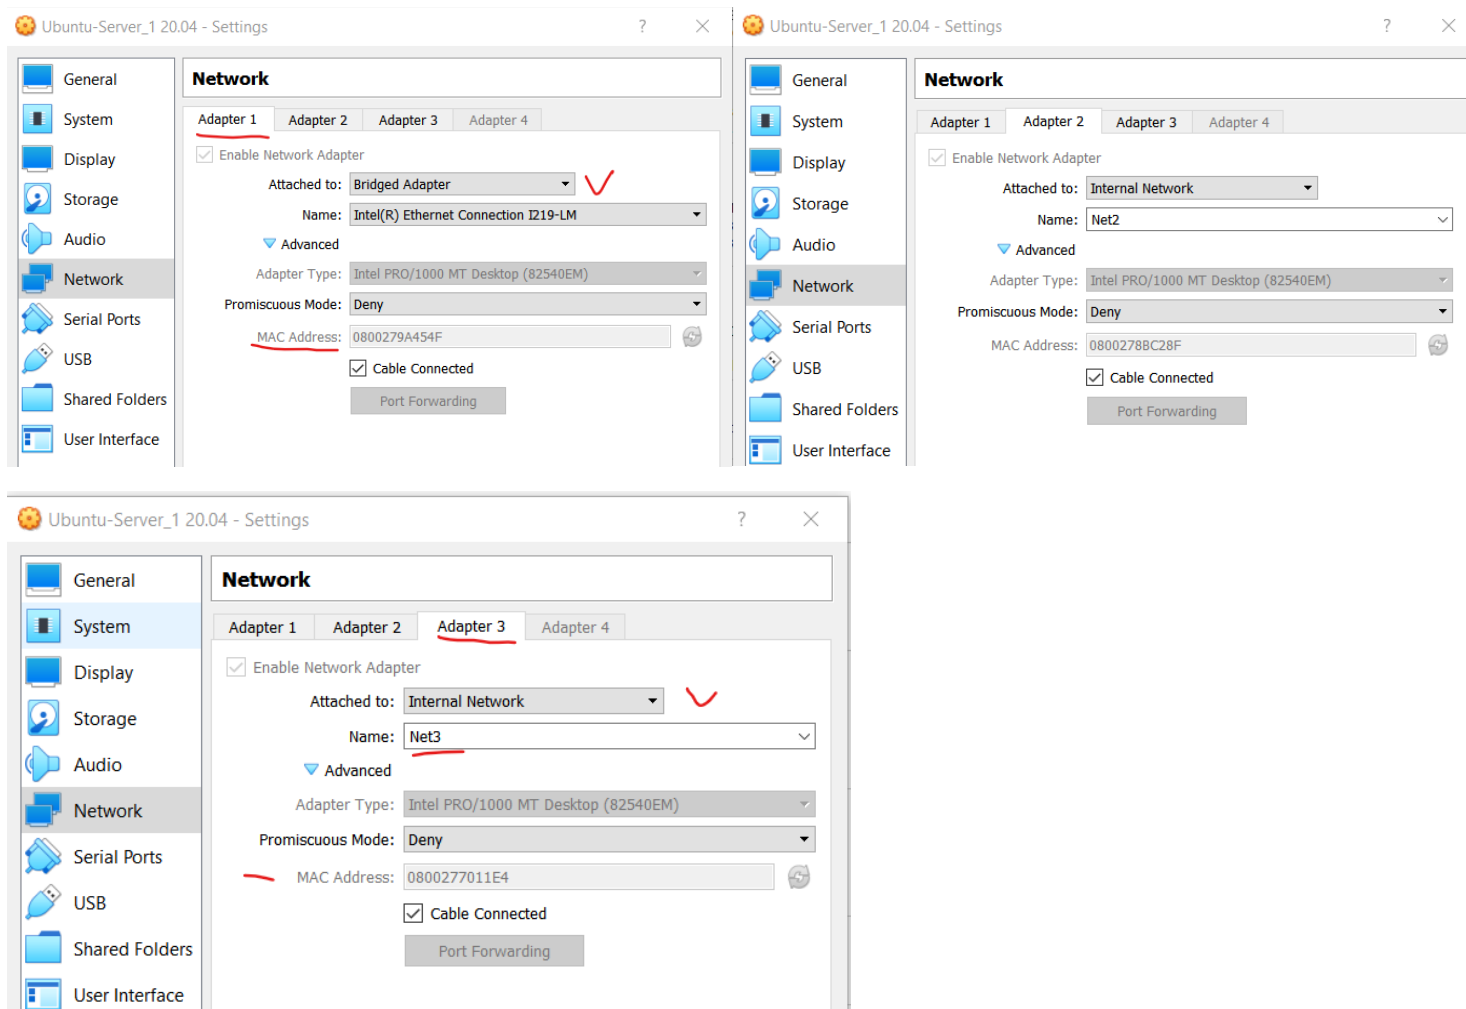 Ubuntu-Server_1 20.04 - Settings
?
General
System
Display
Storage
Audio
Network
Serial Ports
USB
Shared Folders
User Interface
Network
Adapter 1 Adapter 2 Adapter 3 Adapter 4
Enable Network Adapter
Attached to: Bridged Adapter
Name: Intel(R) Ethernet Connection I219-LM
Advanced
Adapter Type: Intel PRO/1000 MT Desktop (82540EM)
Promiscuous Mode: Deny
MAC Address: 0800279A454F
Cable Connected
Port Forwarding
Ubuntu-Server_1 20.04 - Settings
?
General
System
Display
Storage
Audio
Network
Serial Ports
USB
Shared Folders
User Interface
Network
Adapter 1 Adapter 2 Adapter 3 Adapter 4
Enable Network Adapter
Attached to: Internal Network
Name: Net2
Advanced
Adapter Type: Intel PRO/1000 MT Desktop (82540EM)
Promiscuous Mode: Deny
MAC Address: 0800278BC28F
Cable Connected
Port Forwarding
Ubuntu-Server_1 20.04 - Settings
?
General
System
Display
Storage
Audio
Network
Serial Ports
USB
Shared Folders
User Interface
Network
Adapter 1 Adapter 2 Adapter 3 Adapter 4
Enable Network Adapter
Attached to: Internal Network
Name: Net3
Advanced
Adapter Type: Intel PRO/1000 MT Desktop (82540EM)
Promiscuous Mode: Deny
MAC Address: 0800277011E4
Cable Connected
Port Forwarding